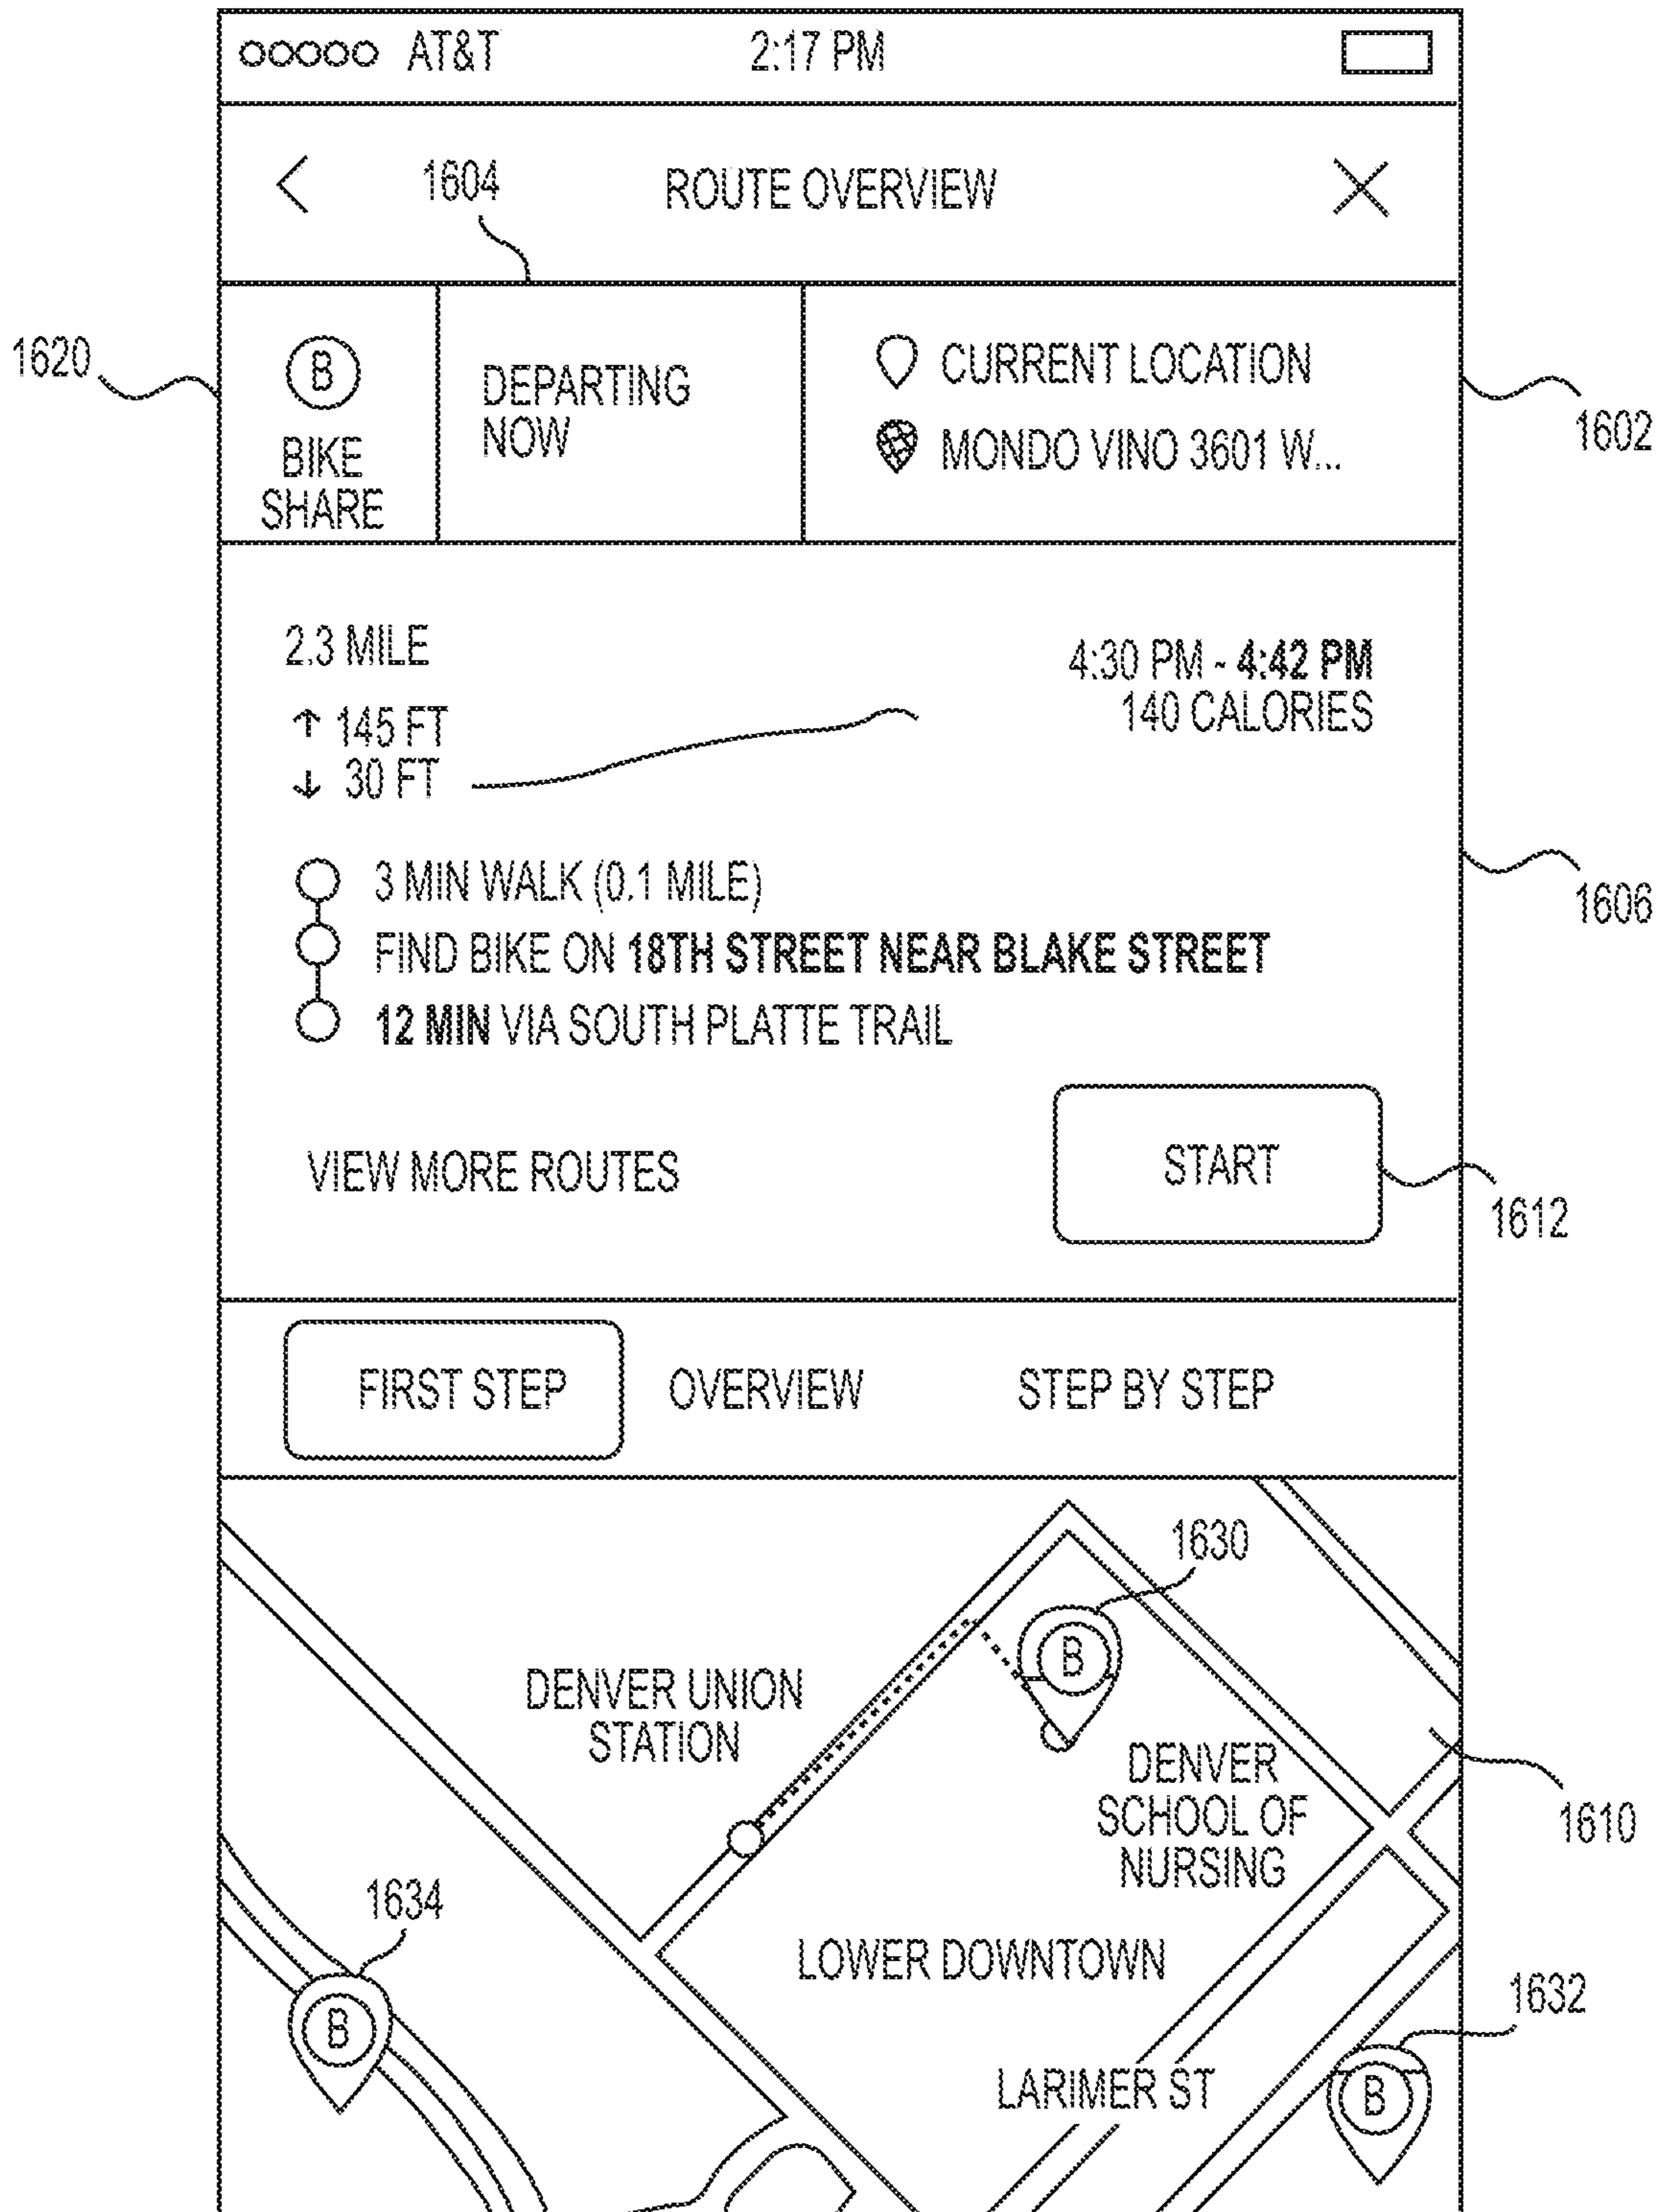 ooooo AT&T 2:17 PM
1604 ROUTE OVERVIEW
1620
B
BIKE
SHARE
DEPARTING
NOW
CURRENT LOCATION
MONDO VINO 3601 W...
1602
2.3 MILE
↑ 145 FT
↓ 30 FT
4:30 PM - 4:42 PM
140 CALORIES
3 MIN WALK (0.1 MILE)
1606
FIND BIKE ON 18TH STREET NEAR BLAKE STREET
12 MIN VIA SOUTH PLATTE TRAIL
VIEW MORE ROUTES
START
1612
FIRST STEP OVERVIEW STEP BY STEP
1630
B
DENVER UNION
STATION
DENVER
SCHOOL OF
NURSING
1610
1634
B
LOWER DOWNTOWN
1632
B
LARIMER ST